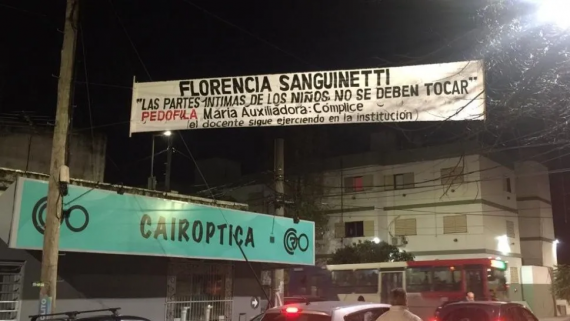 FLORENCIA SANGUINETTI
"LAS PARTES ÍNTIMAS DE LOS NIÑOS, NO SE DEBEN TOCAR"
PEDOFILA María Auxiliadora: Cómplice
(el docente sigue ejerciendo en la institución)
CAIROPTICA